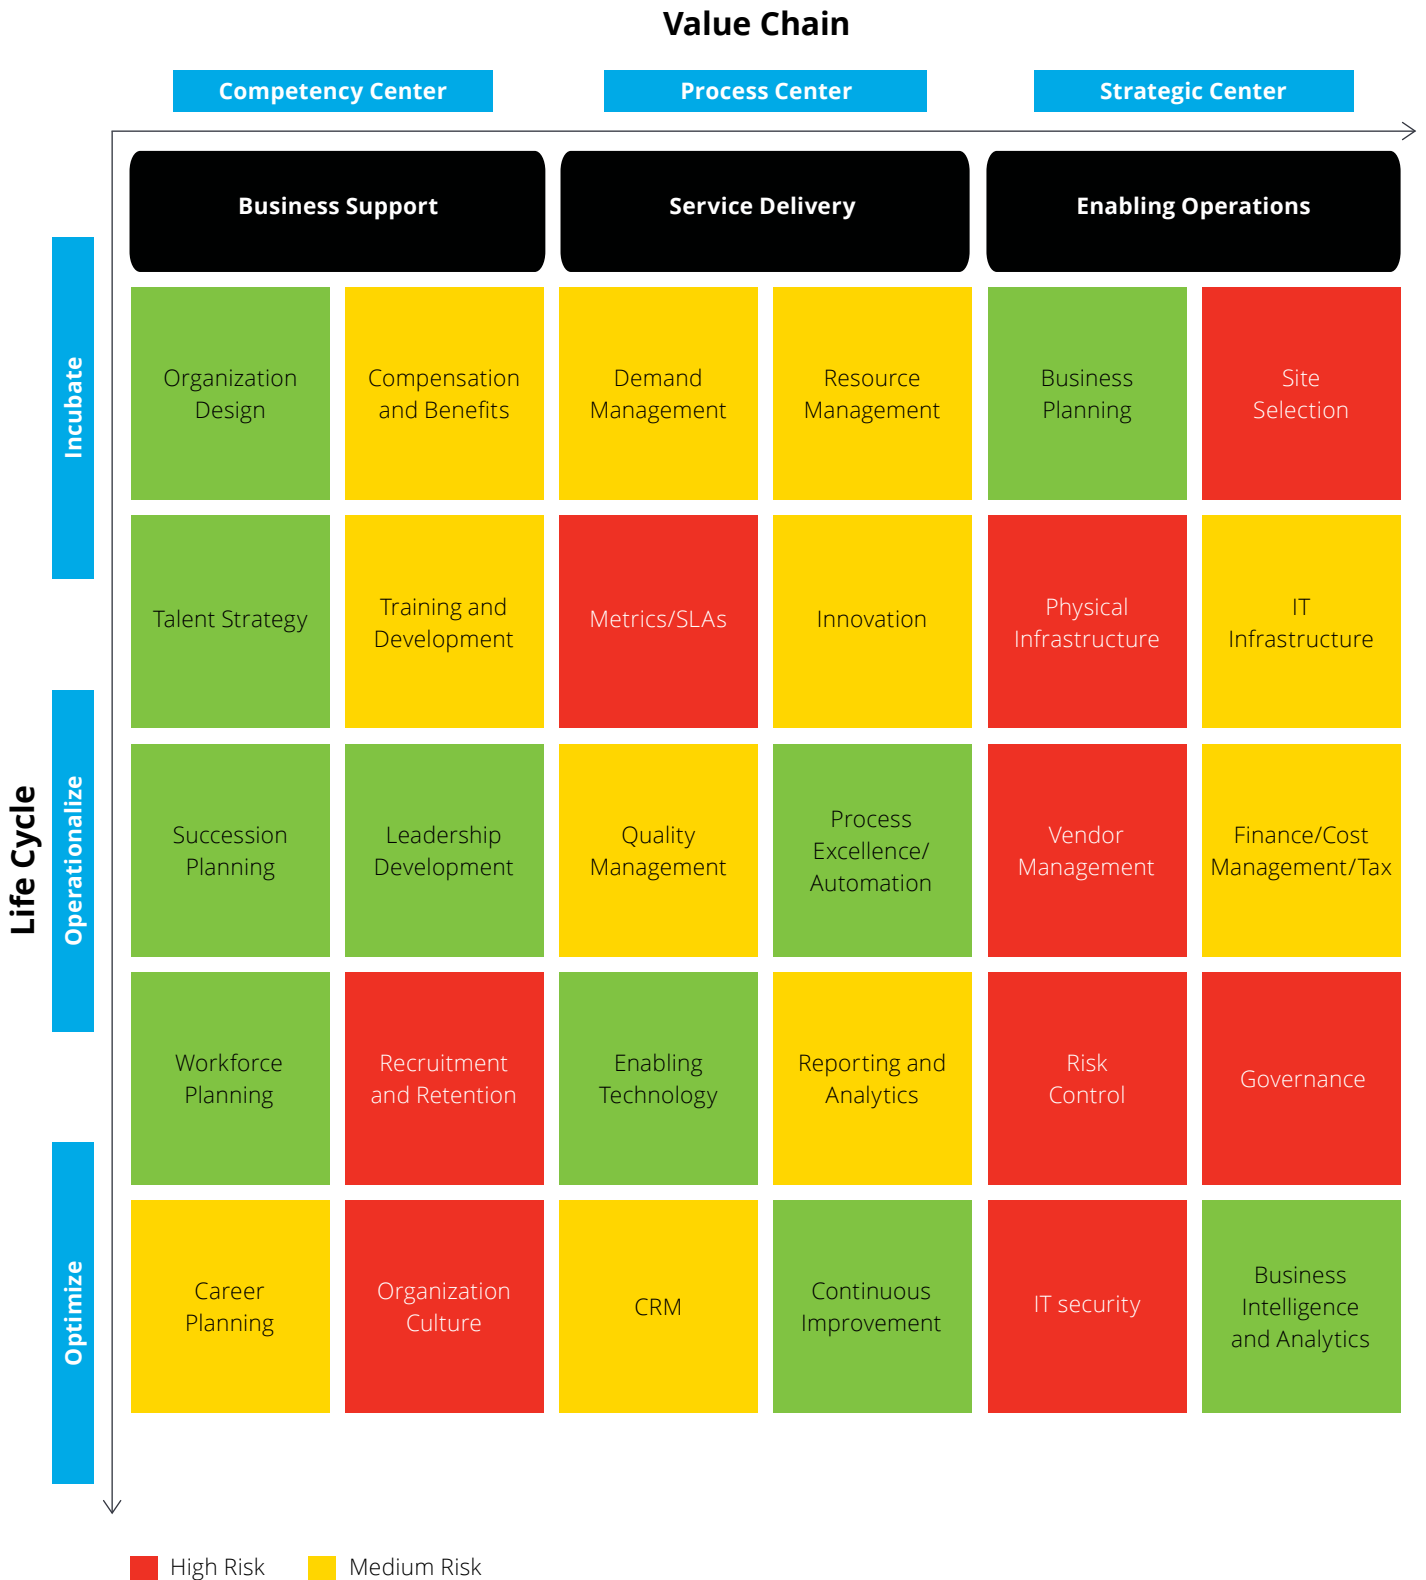 Value Chain
Competency Center
Process Center
Strategic Center
Business Support
Service Delivery
Enabling Operations
Life Cycle
Incubate
Organization
Design
Compensation
and Benefits
Demand
Management
Resource
Management
Business
Planning
Site
Selection
Talent Strategy
Training and
Development
Metrics/SLAs
Innovation
Physical
Infrastructure
IT
Infrastructure
Operationalize
Succession
Planning
Leadership
Development
Quality
Management
Process
Excellence/
Automation
Vendor
Management
Finance/Cost
Management/Tax
Workforce
Planning
Recruitment
and Retention
Enabling
Technology
Reporting and
Analytics
Risk
Control
Governance
Optimize
Career
Planning
Organization
Culture
CRM
Continuous
Improvement
IT security
Business
Intelligence
and Analytics
High Risk
Medium Risk